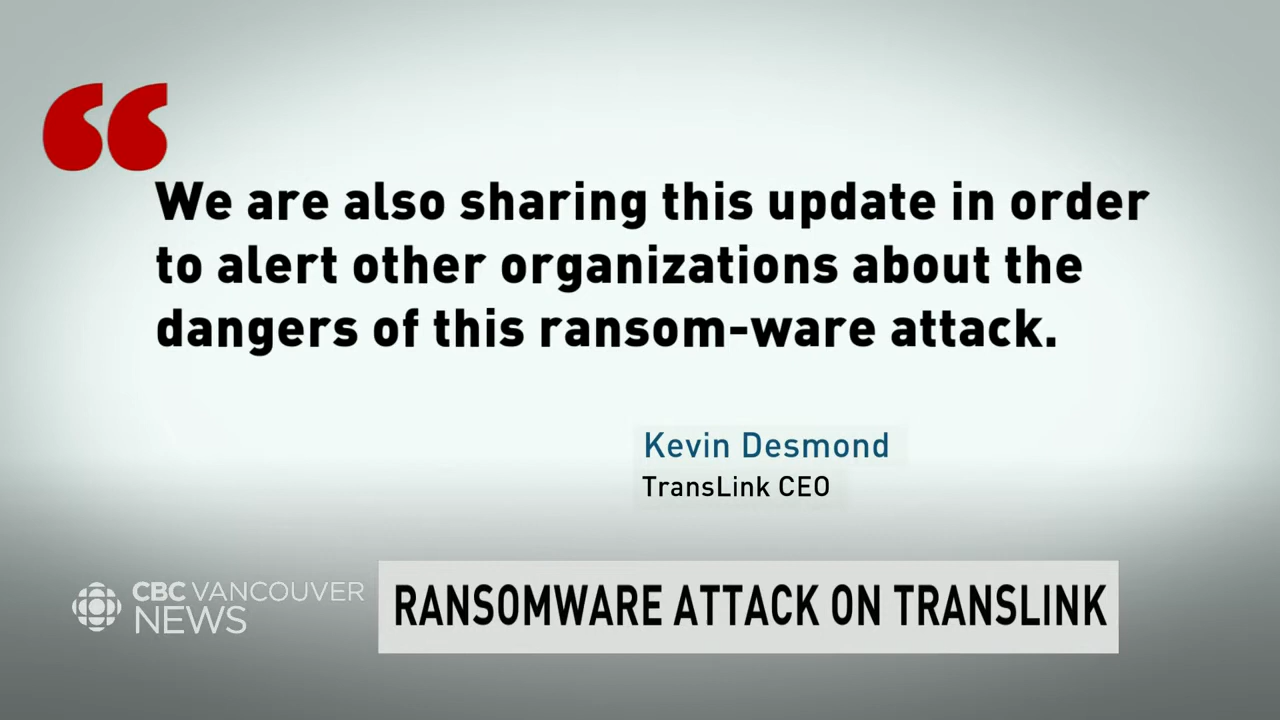 “
We are also sharing this update in order
to alert other organizations about the
dangers of this ransom-ware attack.
Kevin Desmond
TransLink CEO
CBC VANCOUVER
NEWS
RANSOMWARE ATTACK ON TRANSLINK